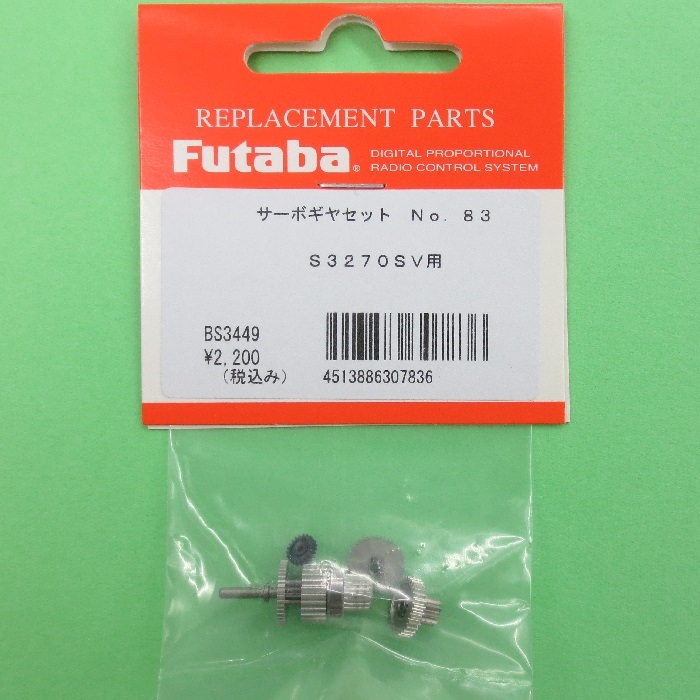 REPLACEMENT PARTS
Futaba® DIGITAL PROPORTIONAL
RADIO CONTROL SYSTEM
サーボギヤセット　Ｎｏ．８３
Ｓ３２７０ＳＶ用
BS3449
¥2,200
(税込み)
4513886307836